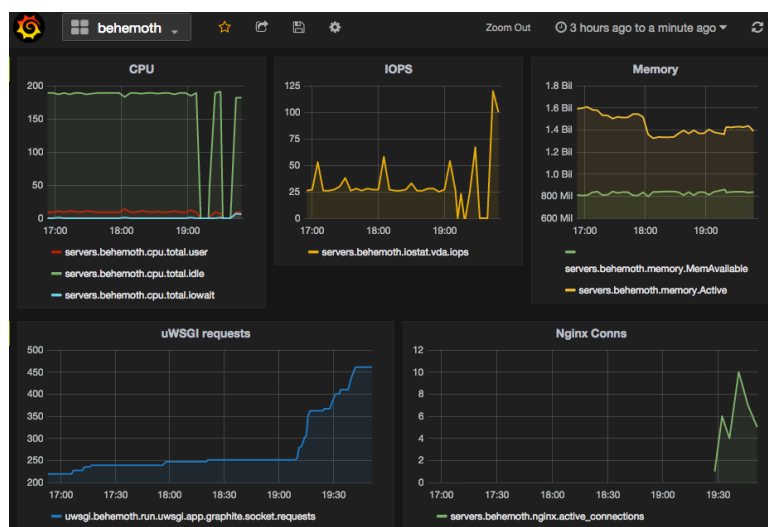 behemoth
Zoom Out
3 hours ago to a minute ago
CPU
200
150
100
50
0
17:00 18:00 19:00
servers.behemoth.cpu.total.user
servers.behemoth.cpu.total.idle
servers.behemoth.cpu.total.iowait
IOPS
125
100
75
50
25
0
17:00 18:00 19:00
servers.behemoth.iostat.vda.iops
Memory
1.8 Bil
1.6 Bil
1.4 Bil
1.2 Bil
1.0 Bil
800 Mil
600 Mil
17:00 18:00 19:00
servers.behemoth.memory.MemAvailable
servers.behemoth.memory.Active
uWSGI requests
500
450
400
350
300
250
200
17:00 17:30 18:00 18:30 19:00 19:30
uwsgi.behemoth.run.uwsgi.app.graphite.socket.requests
Nginx Conns
12
10
8
6
4
2
0
17:00 17:30 18:00 18:30 19:00 19:30
servers.behemoth.nginx.active_connections